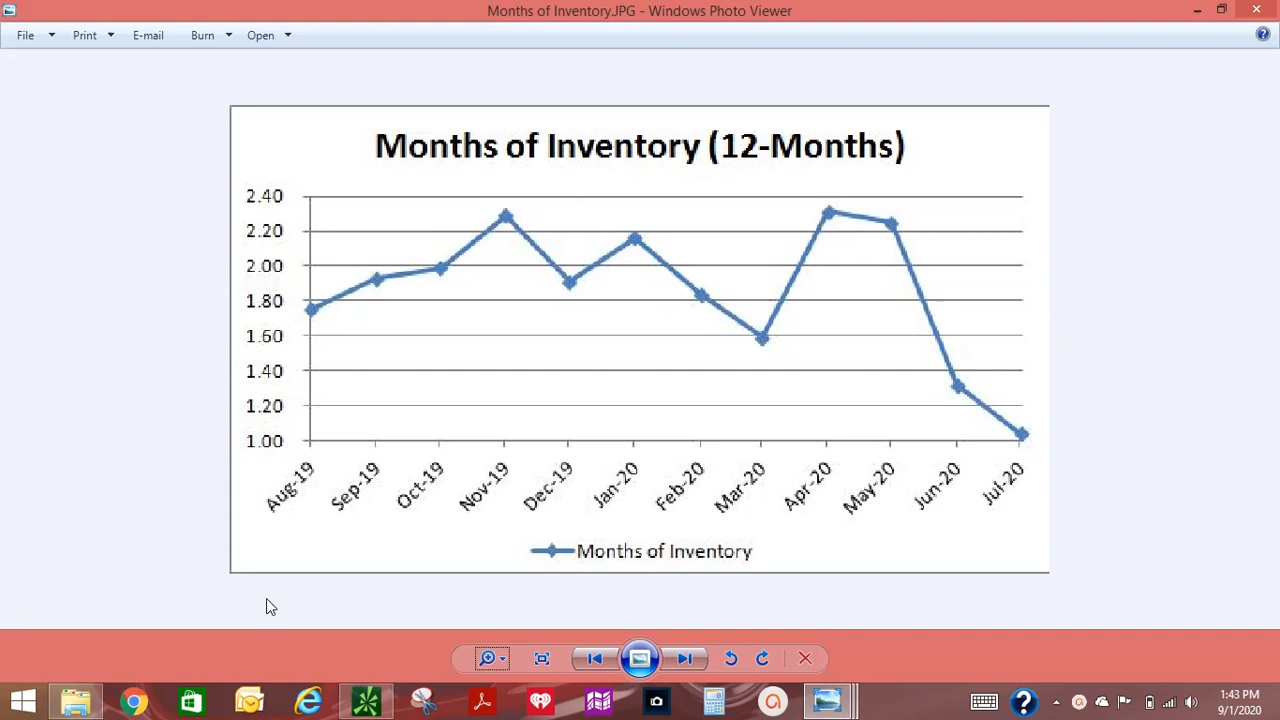 Months of Inventory.JPG - Windows Photo Viewer
File Print E-mail Burn Open
Months of Inventory (12-Months)
2.40
2.20
2.00
1.80
1.60
1.40
1.20
1.00
Aug-19 Sep-19 Oct-19 Nov-19 Dec-19 Jan-20 Feb-20 Mar-20 Apr-20 May-20 Jun-20 Jul-20
Months of Inventory
1:43 PM
9/1/2020